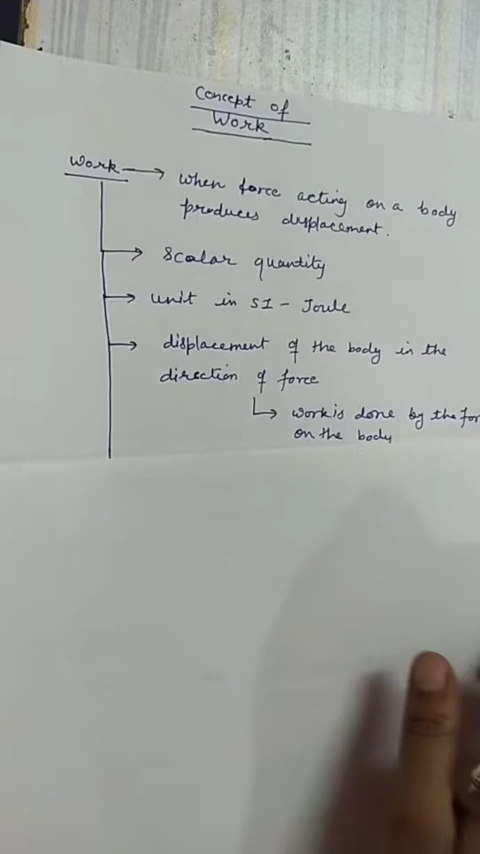 Concept of
Work
Work → when force acting on a body
produces displacement.
→ Scalar quantity
→ unit in SI - Joule
→ displacement of the body in the
direction of force
↳ work is done by the for
on the body